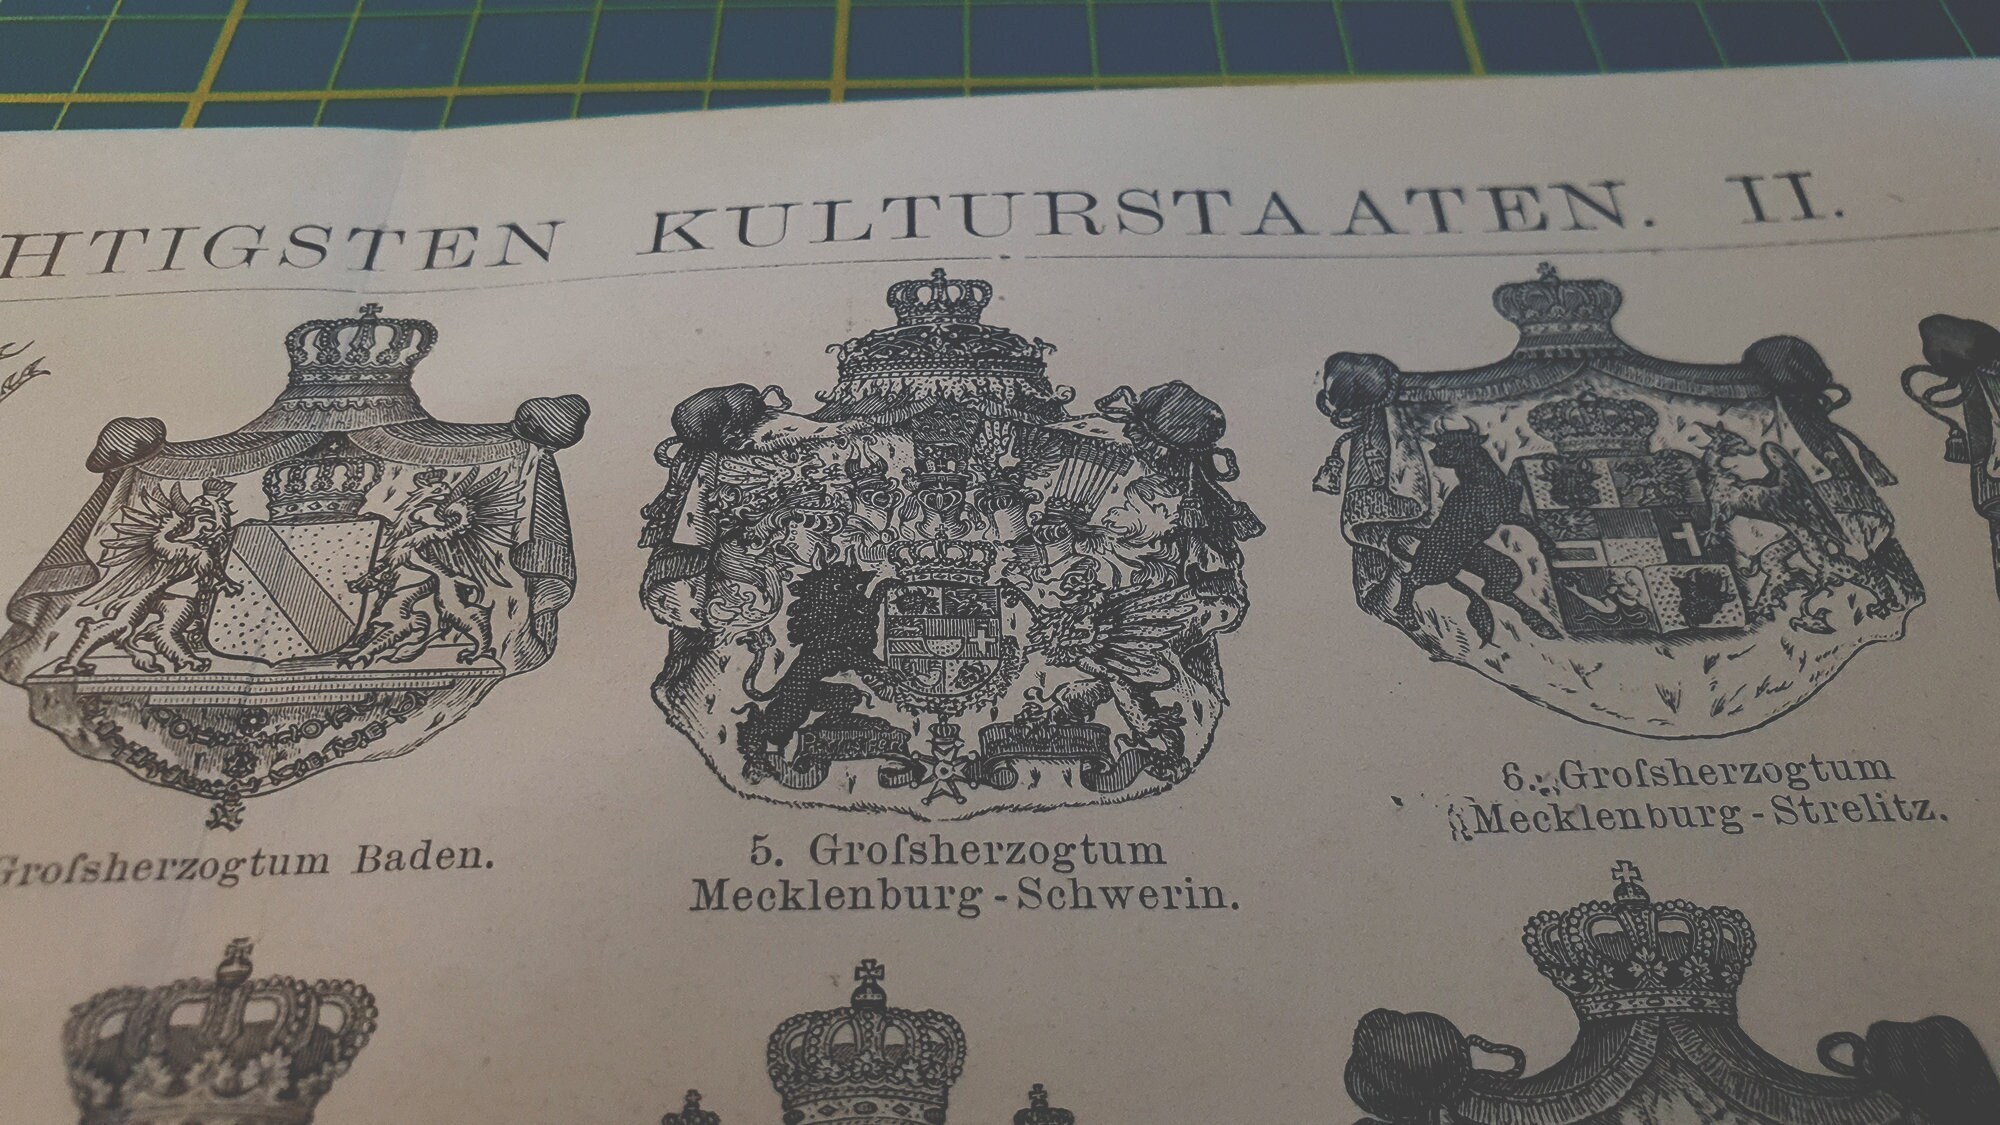 HTIGSTEN KULTURSTAATEN. II.
Groſsherzogtum Baden.
5. Groſsherzogtum
Mecklenburg-Schwerin.
6. Groſsherzogtum
Mecklenburg-Strelitz.